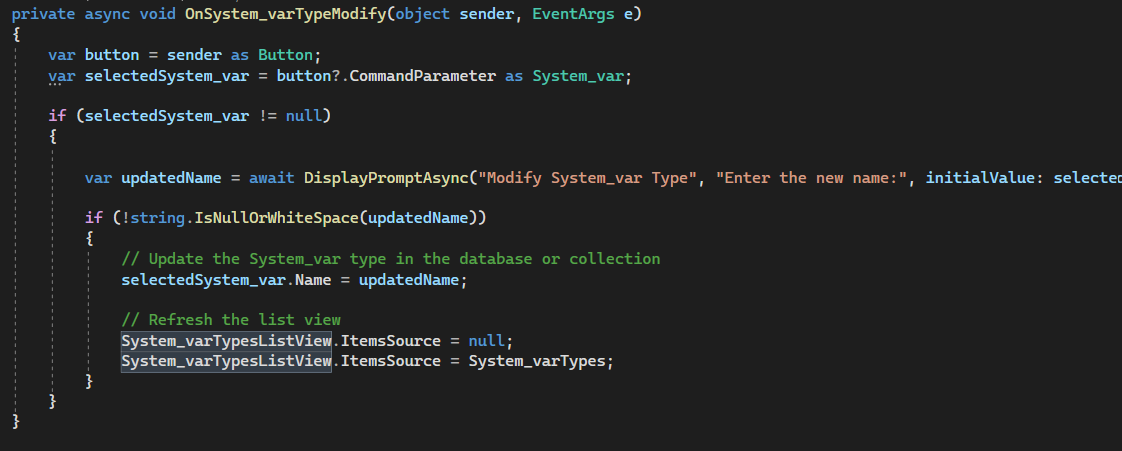 private async void OnSystem_varTypeModify(object sender, EventArgs e)
{
    var button = sender as Button;
    var selectedSystem_var = button?.CommandParameter as System_var;

    if (selectedSystem_var != null)
    {

        var updatedName = await DisplayPromptAsync("Modify System_var Type", "Enter the new name:", initialValue: selected

        if (!string.IsNullOrWhiteSpace(updatedName))
        {
            // Update the System_var type in the database or collection
            selectedSystem_var.Name = updatedName;

            // Refresh the list view
            System_varTypesListView.ItemsSource = null;
            System_varTypesListView.ItemsSource = System_varTypes;
        }
    }
}